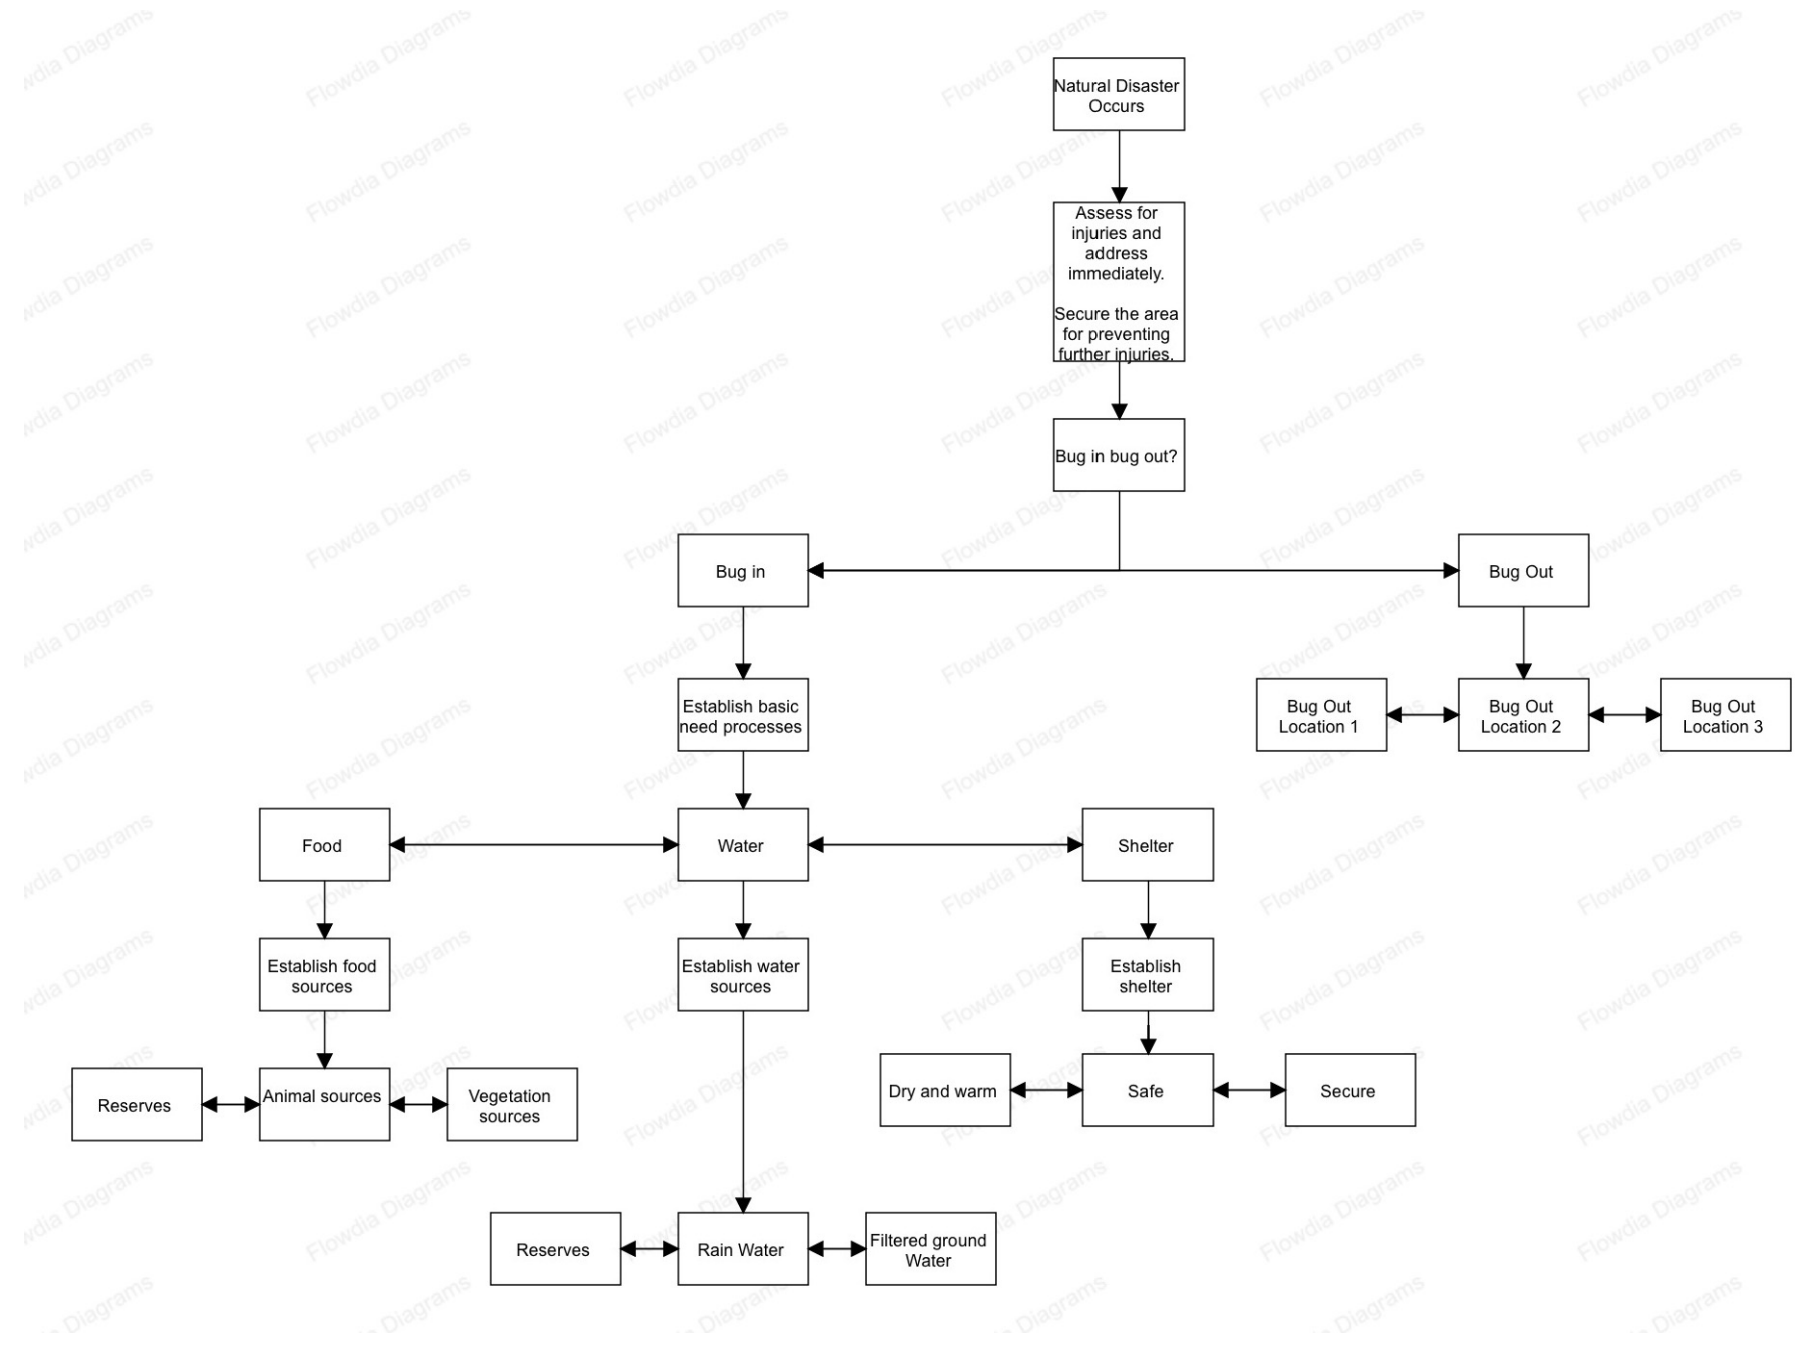 Natural Disaster
Occurs
Assess for
injuries and
address
immediately.
Secure the area
for preventing
further injuries.
Bug in bug out?
Bug in
Bug Out
Establish basic
need processes
Bug Out
Location 1
Bug Out
Location 2
Bug Out
Location 3
Food
Water
Shelter
Establish food
sources
Establish water
sources
Establish
shelter
Reserves
Animal sources
Vegetation
sources
Dry and warm
Safe
Secure
Reserves
Rain Water
Filtered ground
Water
Flowdia Diagrams